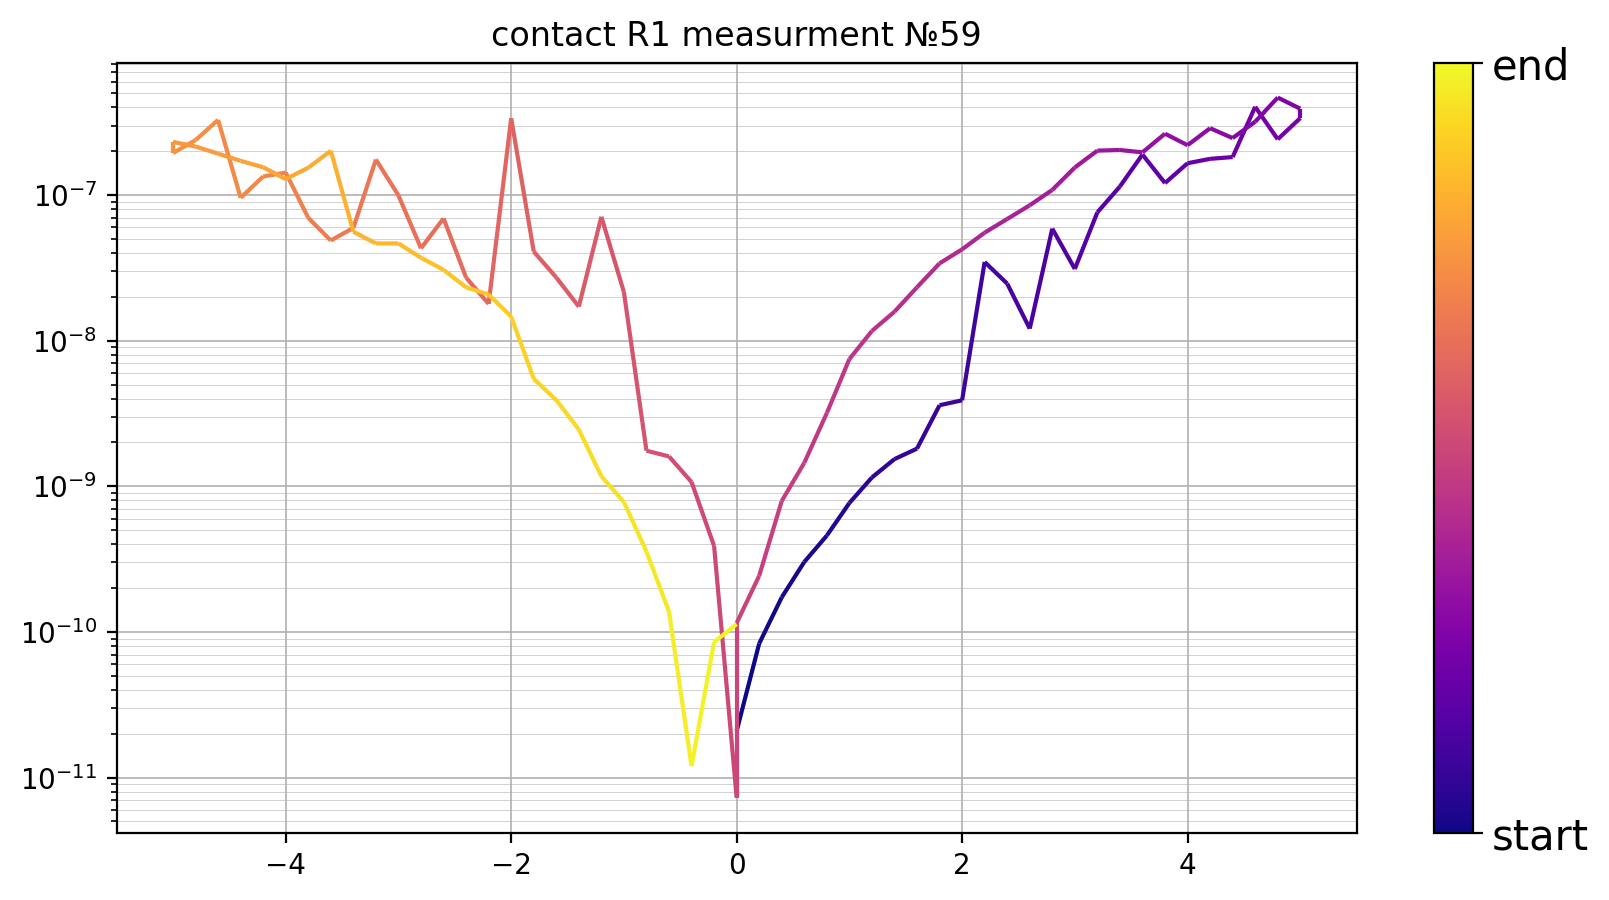 contact R1 measurment №59
end
10⁻⁷
10⁻⁸
10⁻⁹
10⁻¹⁰
10⁻¹¹
start
−4 −2 0 2 4